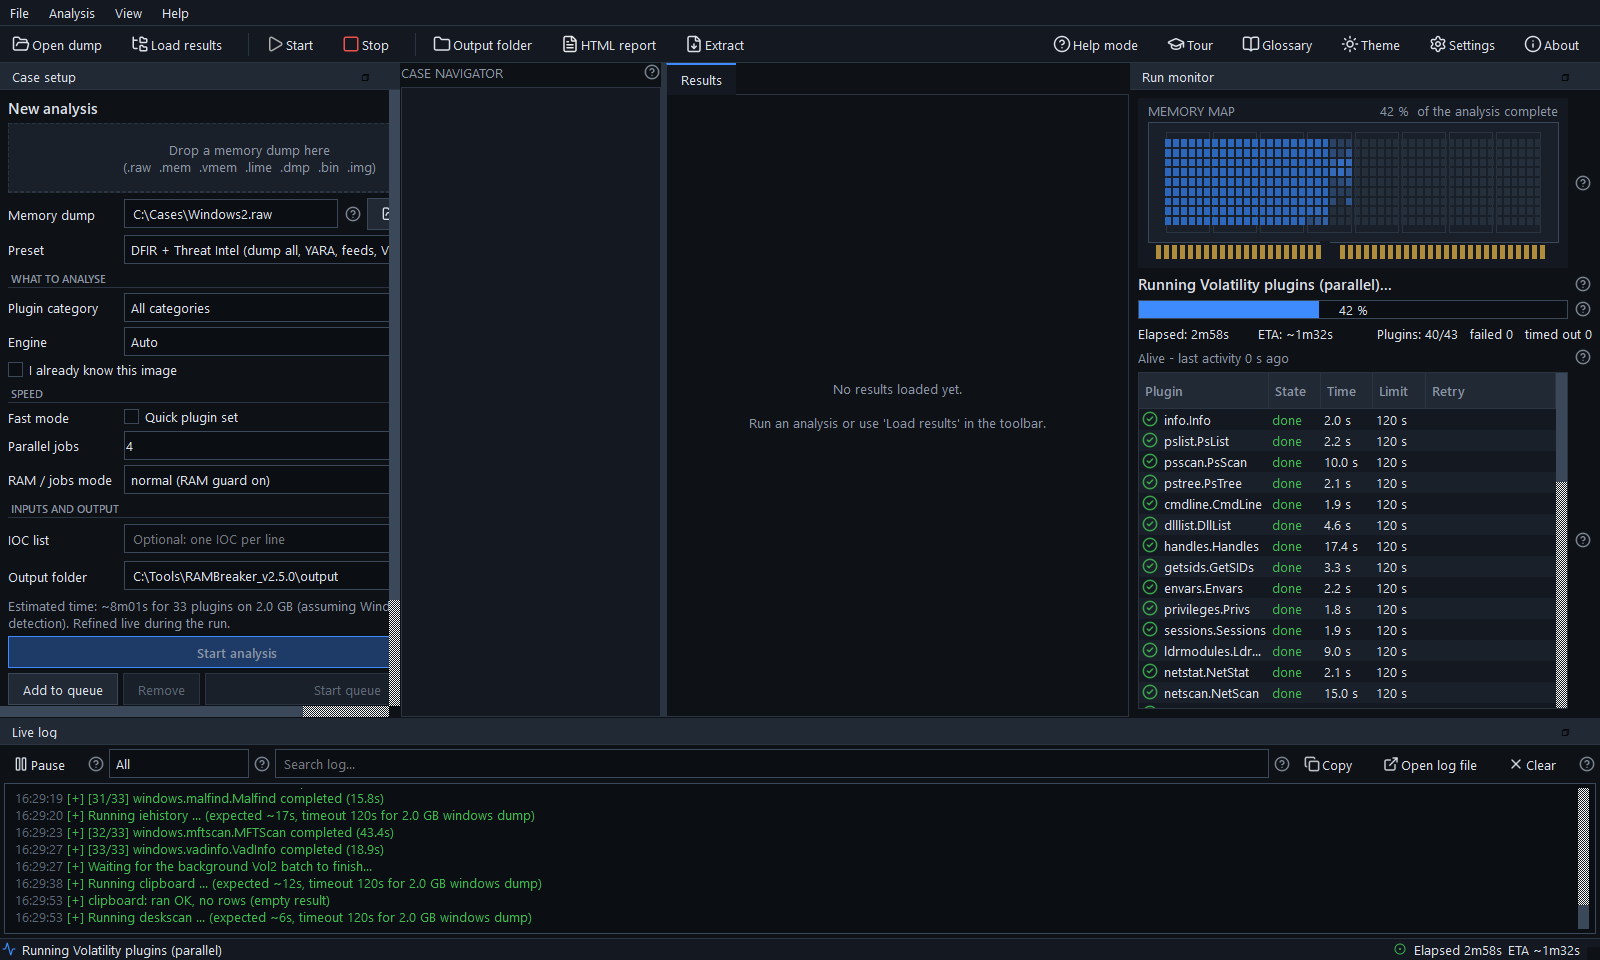 File Analysis View Help
Open dump Load results Start Stop Output folder HTML report Extract Help mode Tour Glossary Theme Settings About
Case setup
New analysis
Drop a memory dump here
(.raw .mem .vmem .lime .dmp .bin .img)
Memory dump C:\Cases\Windows2.raw
Preset DFIR + Threat Intel (dump all, YARA, feeds, V
WHAT TO ANALYSE
Plugin category All categories
Engine Auto
I already know this image
SPEED
Fast mode Quick plugin set
Parallel jobs 4
RAM / jobs mode normal (RAM guard on)
INPUTS AND OUTPUT
IOC list Optional: one IOC per line
Output folder C:\Tools\RAMBreaker_v2.5.0\output
Estimated time: ~8m01s for 33 plugins on 2.0 GB (assuming Wind
detection). Refined live during the run.
Start analysis
Add to queue Remove Start queue
CASE NAVIGATOR
Results
No results loaded yet.
Run an analysis or use 'Load results' in the toolbar.
Run monitor
MEMORY MAP 42 % of the analysis complete
Running Volatility plugins (parallel)...
42 %
Elapsed: 2m58s ETA: ~1m32s Plugins: 40/43 failed 0 timed out 0
Alive - last activity 0 s ago
Plugin State Time Limit Retry
info.Info done 2.0 s 120 s
pslist.PsList done 2.2 s 120 s
psscan.PsScan done 10.0 s 120 s
pstree.PsTree done 2.1 s 120 s
cmdline.CmdLine done 1.9 s 120 s
dlllist.DllList done 4.6 s 120 s
handles.Handles done 17.4 s 120 s
getsids.GetSIDs done 3.3 s 120 s
envars.Envars done 2.2 s 120 s
privileges.Privs done 1.8 s 120 s
sessions.Sessions done 1.9 s 120 s
ldrmodules.Ldr... done 9.0 s 120 s
netstat.NetStat done 2.1 s 120 s
netscan.NetScan done 15.0 s 120 s
Live log
Pause All Search log... Copy Open log file Clear
16:29:19 [+] [31/33] windows.malfind.Malfind completed (15.8s)
16:29:20 [+] Running iehistory ... (expected ~17s, timeout 120s for 2.0 GB windows dump)
16:29:23 [+] [32/33] windows.mftscan.MFTScan completed (43.4s)
16:29:27 [+] [33/33] windows.vadinfo.VadInfo completed (18.9s)
16:29:27 [+] Waiting for the background Vol2 batch to finish...
16:29:38 [+] Running clipboard ... (expected ~12s, timeout 120s for 2.0 GB windows dump)
16:29:53 [+] clipboard: ran OK, no rows (empty result)
16:29:53 [+] Running deskscan ... (expected ~6s, timeout 120s for 2.0 GB windows dump)
Running Volatility plugins (parallel) Elapsed 2m58s ETA ~1m32s